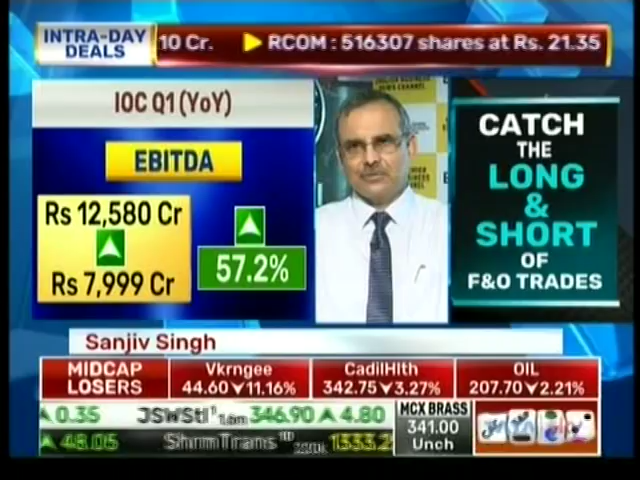 INTRA-DAY
DEALS
10 Cr. RCOM : 516307 shares at Rs. 21.35
IOC Q1 (YoY)
EBITDA
Rs 12,580 Cr
Rs 7,999 Cr
57.2%
CATCH
THE
LONG
&
SHORT
OF
F&O TRADES
Sanjiv Singh
MIDCAP
LOSERS
Vkrngee
44.60 ▼ 11.16%
CadilHlth
342.75 ▼ 3.27%
OIL
207.70 ▼ 2.21%
▲ 0.35 JSWStl 1.6m 346.90 ▲ 4.80
▲ 48.05 ShrmTrans
MCX BRASS
341.00
Unch